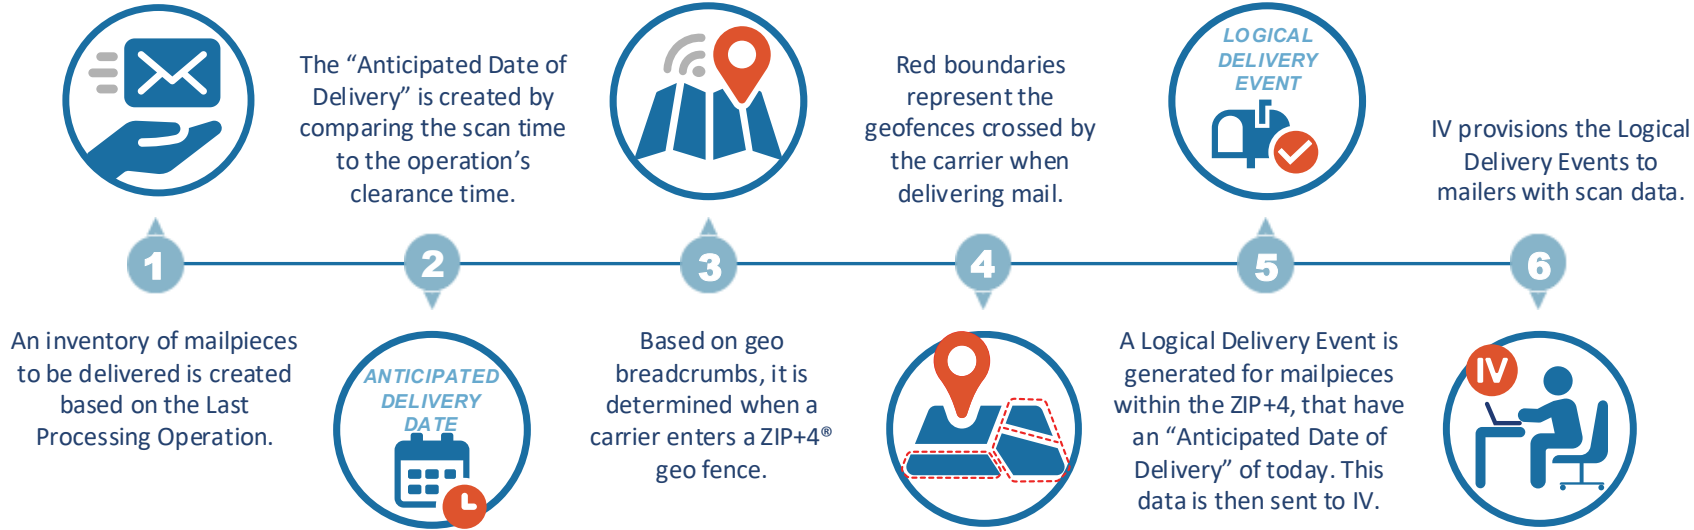 1
An inventory of mailpieces
to be delivered is created
based on the Last
Processing Operation.
The “Anticipated Date of
Delivery” is created by
comparing the scan time
to the operation’s
clearance time.
2
ANTICIPATED
DELIVERY
DATE
3
Based on geo
breadcrumbs, it is
determined when a
carrier enters a ZIP+4®
geo fence.
Red boundaries
represent the
geofences crossed by
the carrier when
delivering mail.
4
LOGICAL
DELIVERY
EVENT
5
A Logical Delivery Event is
generated for mailpieces
within the ZIP+4, that have
an “Anticipated Date of
Delivery” of today. This
data is then sent to IV.
IV provisions the Logical
Delivery Events to
mailers with scan data.
6
IV